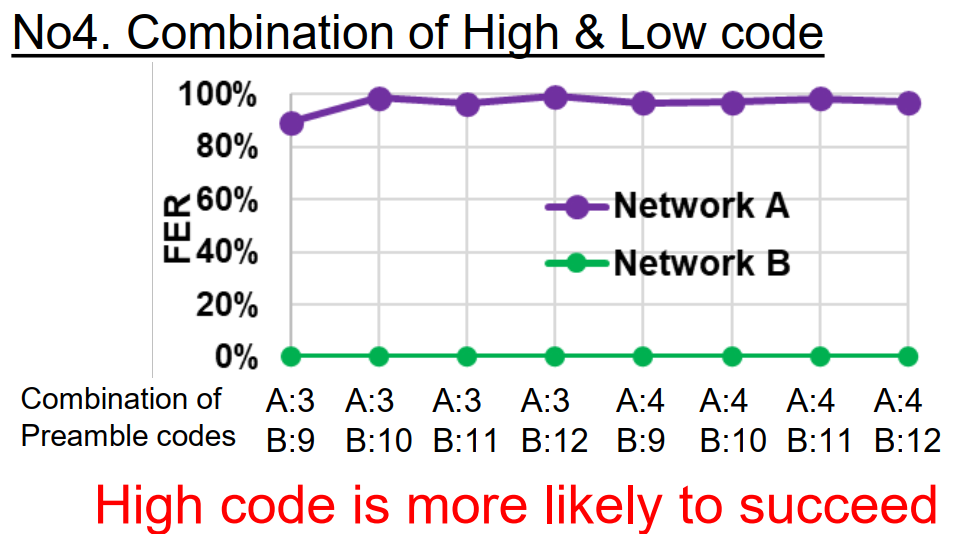 No4. Combination of High & Low code
100%
80%
60%
40%
20%
0%
FER
Network A
Network B
Combination of
Preamble codes
A:3 A:3 A:3 A:3 A:4 A:4 A:4 A:4
B:9 B:10 B:11 B:12 B:9 B:10 B:11 B:12
High code is more likely to succeed